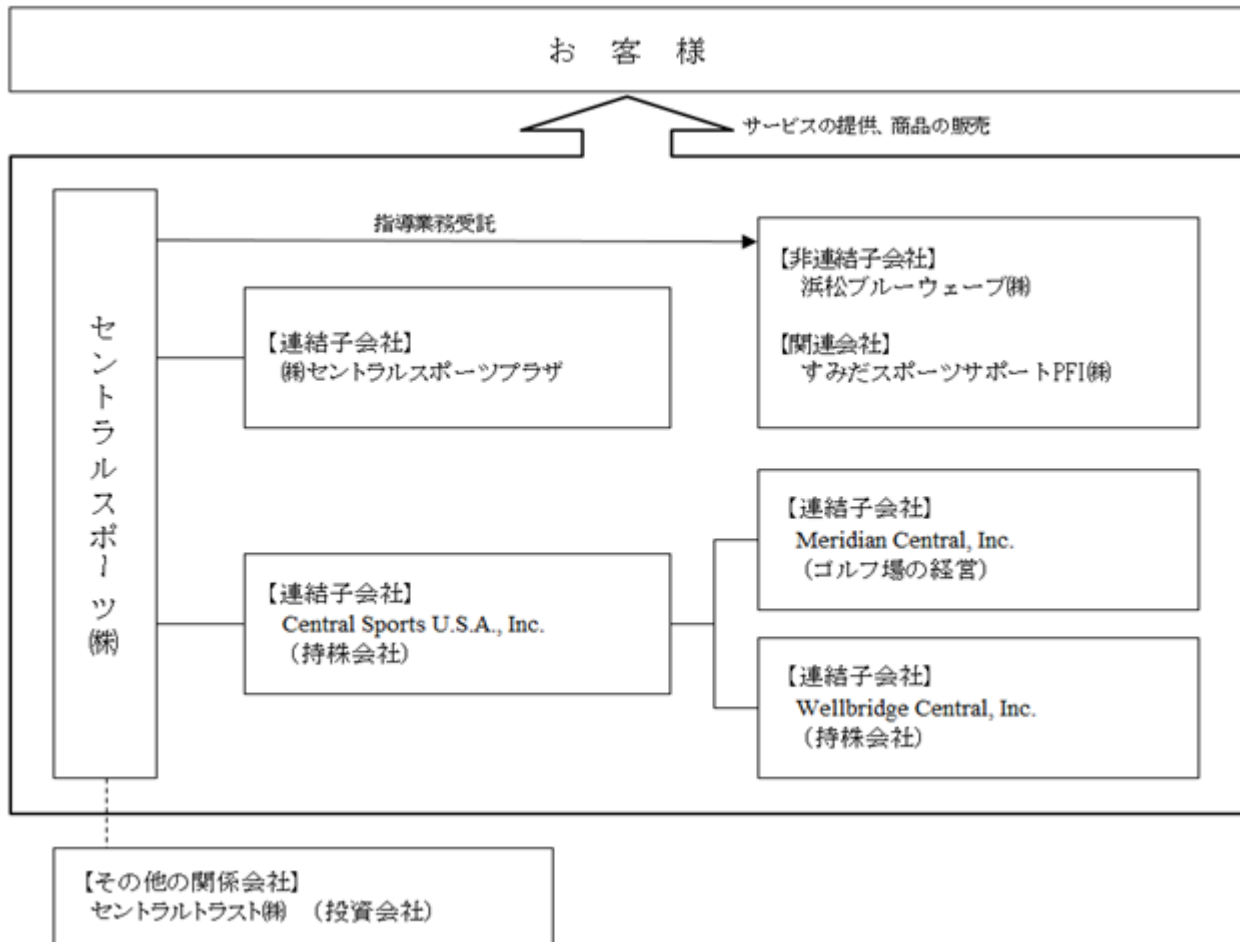 お客様
サービスの提供、商品の販売
セントラルスポーツ㈱
指導業務受託
【非連結子会社】
浜松ブルーウェーブ㈱
【関連会社】
すみだスポーツサポートPFI㈱
【連結子会社】
㈱セントラルスポーツプラザ
【連結子会社】
Central Sports U.S.A., Inc.
（持株会社）
【連結子会社】
Meridian Central, Inc.
（ゴルフ場の経営）
【連結子会社】
Wellbridge Central, Inc.
（持株会社）
【その他の関係会社】
セントラルトラスト㈱　（投資会社）